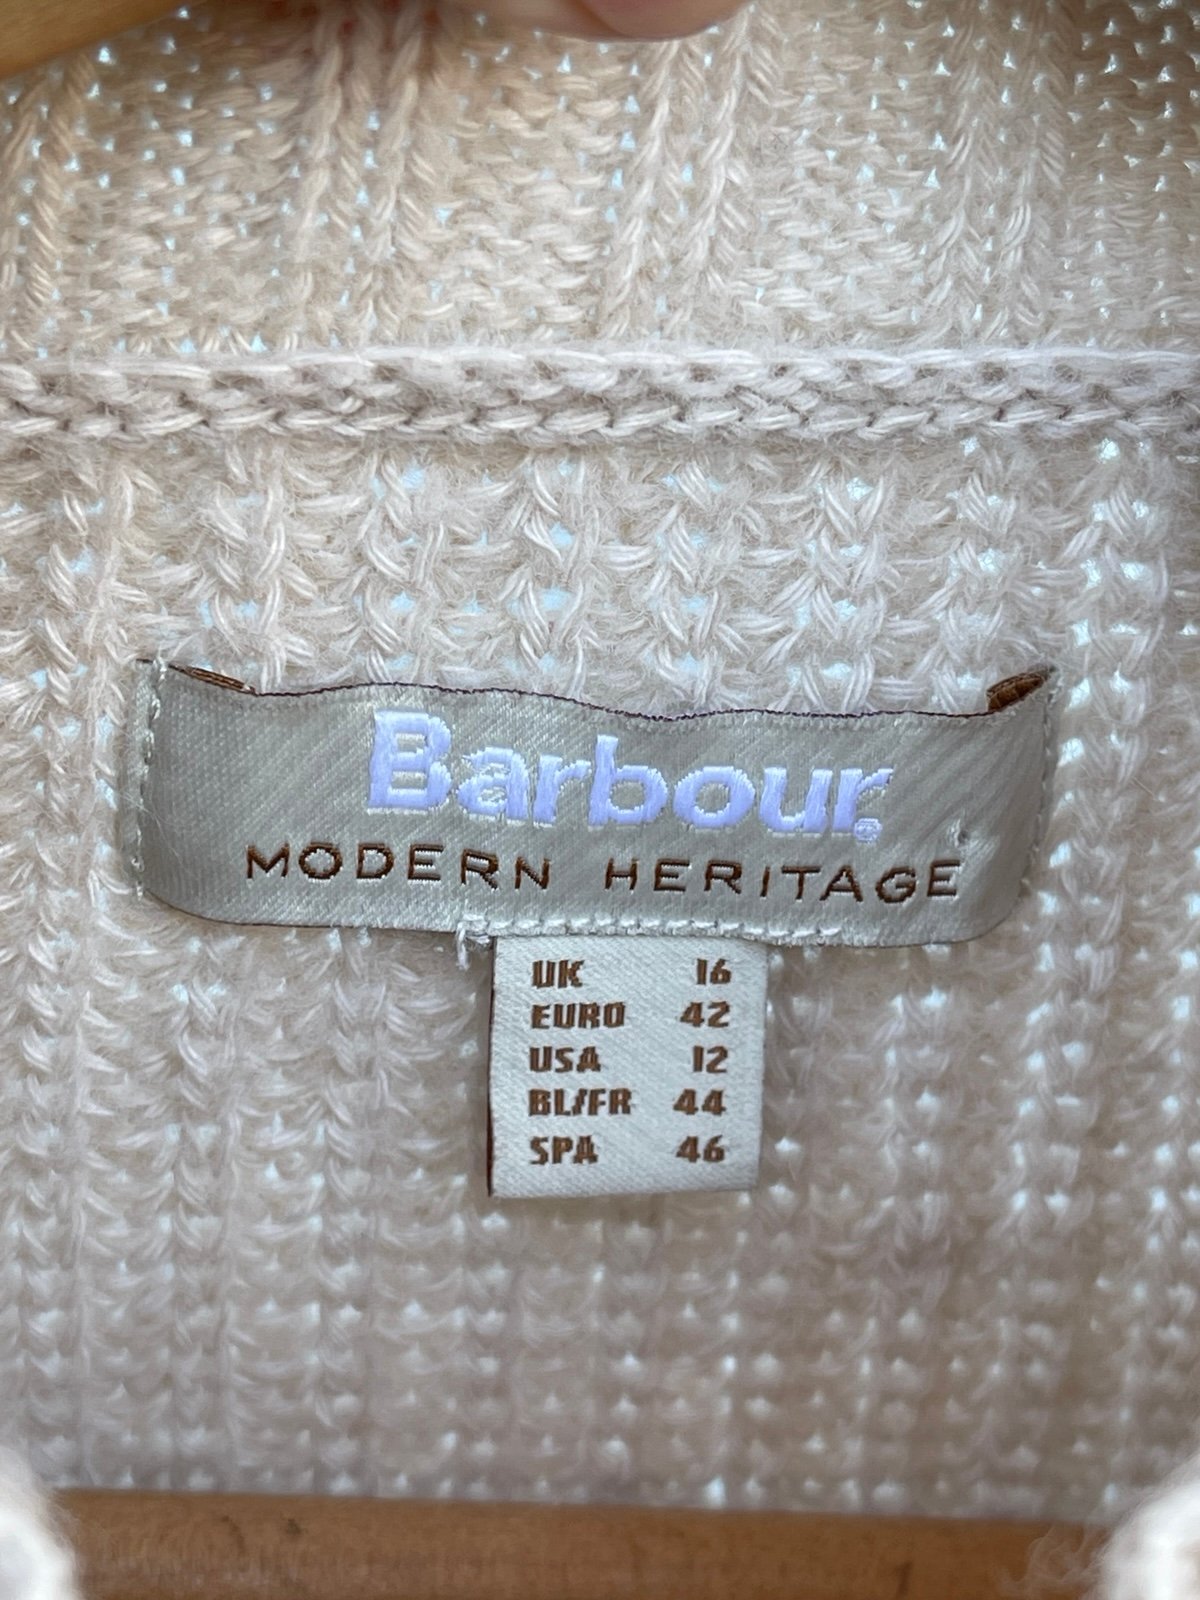 Barbour®
MODERN HERITAGE
UK 16
EURO 42
USA 12
BL/FR 44
SPA 46